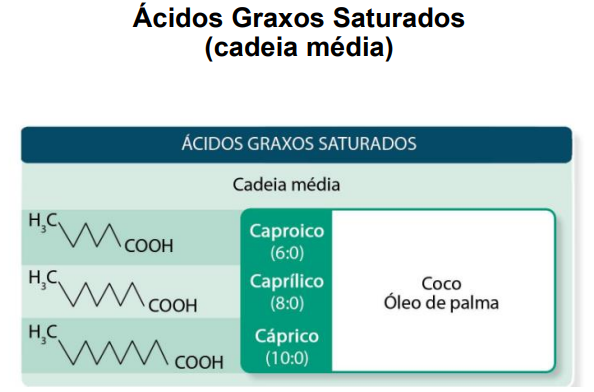 Ácidos Graxos Saturados
(cadeia média)
ÁCIDOS GRAXOS SATURADOS
Cadeia média
H₃C
COOH
Caproico
(6:0)
H₃C
COOH
Caprílico
(8:0)
H₃C
COOH
Cáprico
(10:0)
Coco
Óleo de palma